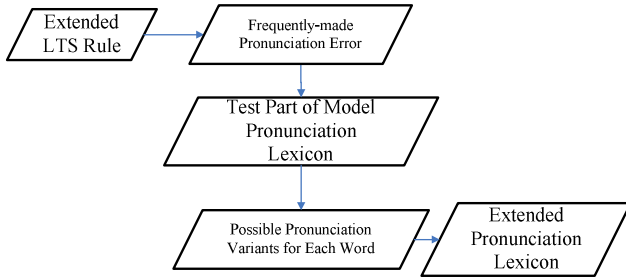 Extended
LTS Rule
Frequently-made
Pronunciation Error
Test Part of Model
Pronunciation
Lexicon
Possible Pronunciation
Variants for Each Word
Extended
Pronunciation
Lexicon